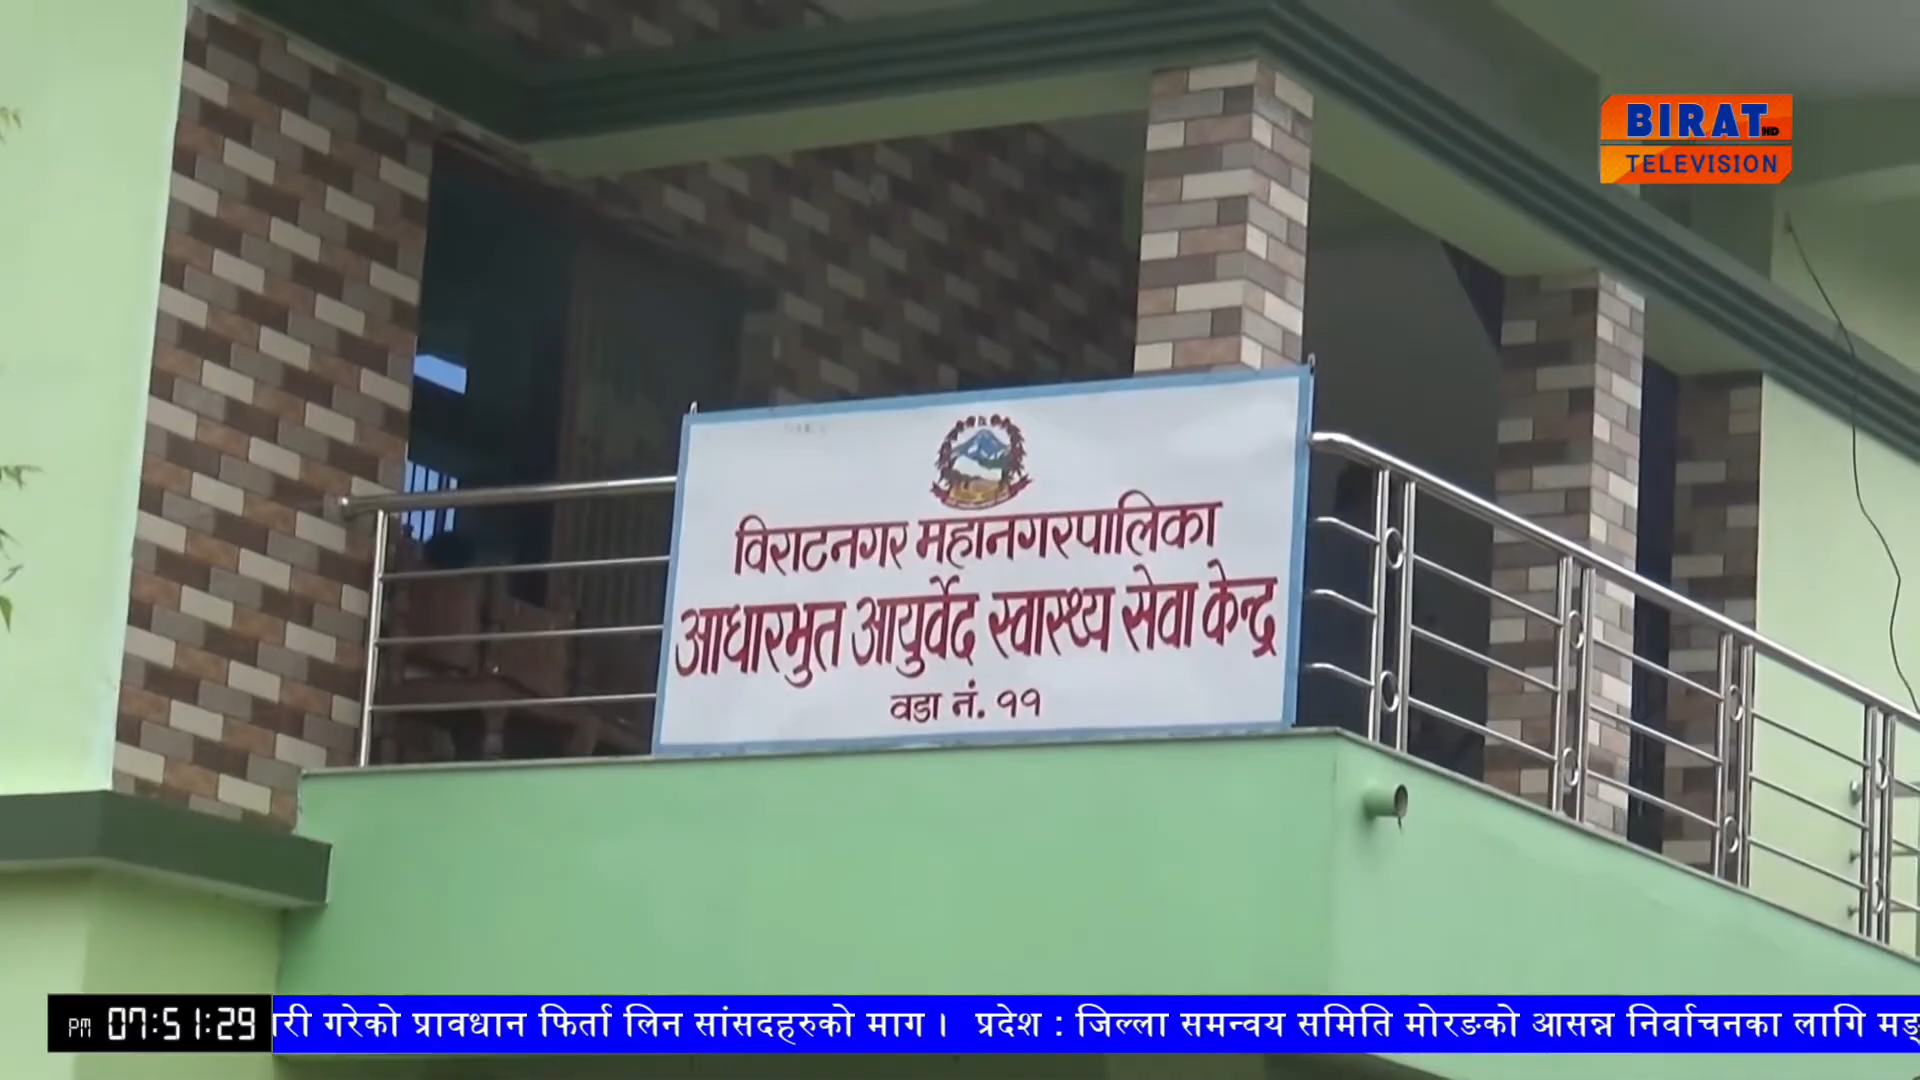 BIRAT HD
TELEVISION
विराटनगर महानगरपालिका
आधारभुत आयुर्वेद स्वास्थ्य सेवा केन्द्र
वडा नं. ११
PM 07:51:29
ारी गरेको प्रावधान फिर्ता लिन सांसदहरुको माग । प्रदेश : जिल्ला समन्वय समिति मोरङको आसन्न निर्वाचनका लागि